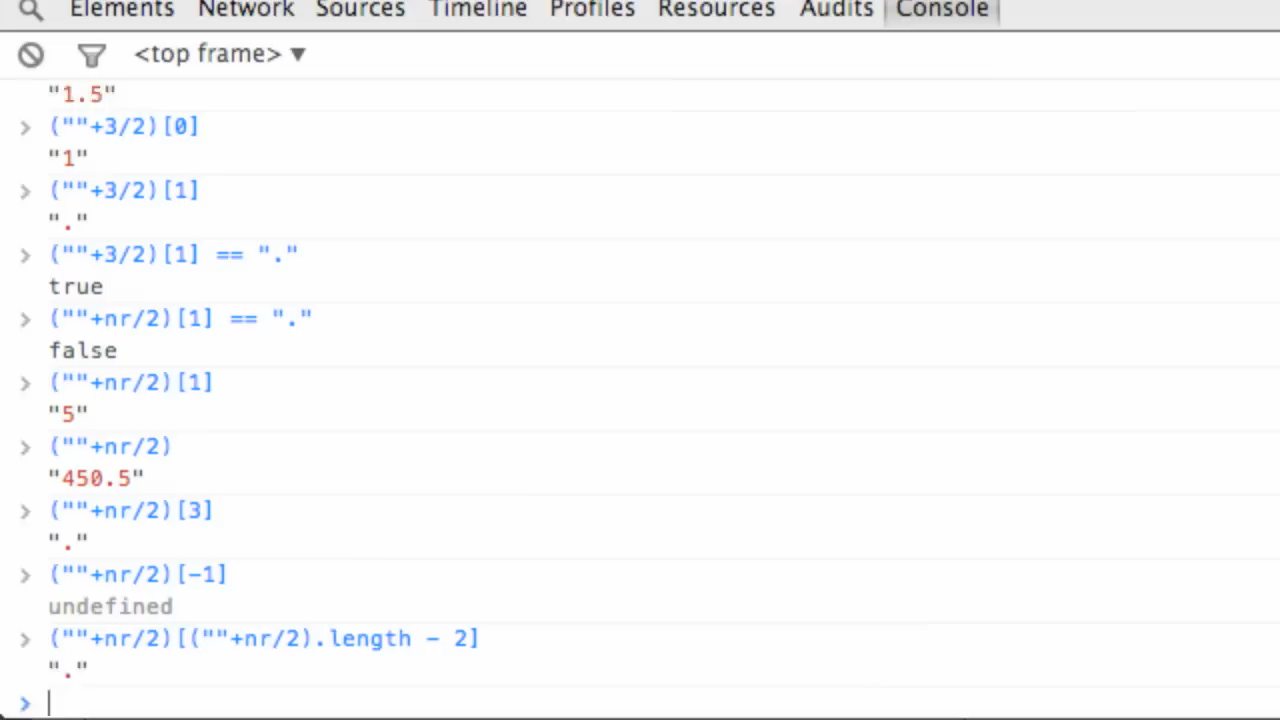 Elements Network Sources Timeline Profiles Resources Audits Console
<top frame> ▼
"1.5"
> (""+3/2)[0]
"1"
> (""+3/2)[1]
"."
> (""+3/2)[1] == "."
true
> (""+nr/2)[1] == "."
false
> (""+nr/2)[1]
"5"
> (""+nr/2)
"450.5"
> (""+nr/2)[3]
"."
> (""+nr/2)[-1]
undefined
> (""+nr/2)[(""+nr/2).length - 2]
"."
>